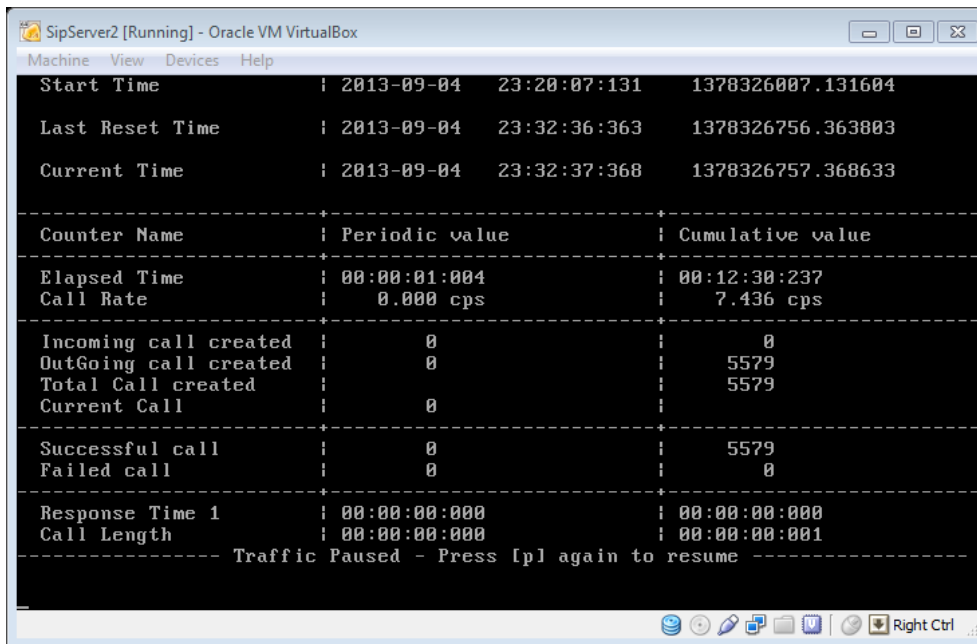 SipServer2 [Running] - Oracle VM VirtualBox
Machine View Devices Help
Start Time | 2013-09-04 23:20:07:131 1378326007.131604
Last Reset Time | 2013-09-04 23:32:36:363 1378326756.363803
Current Time | 2013-09-04 23:32:37:368 1378326757.368633
-------------------------+---------------------------+--------------------------
Counter Name | Periodic value | Cumulative value
-------------------------+---------------------------+--------------------------
Elapsed Time | 00:00:01:004 | 00:12:30:237
Call Rate | 0.000 cps | 7.436 cps
-------------------------+---------------------------+--------------------------
Incoming call created | 0 | 0
OutGoing call created | 0 | 5579
Total Call created | | 5579
Current Call | 0 |
-------------------------+---------------------------+--------------------------
Successful call | 0 | 5579
Failed call | 0 | 0
-------------------------+---------------------------+--------------------------
Response Time 1 | 00:00:00:000 | 00:00:00:000
Call Length | 00:00:00:000 | 00:00:00:001
----------------- Traffic Paused - Press [p] again to resume ------------------
_
Right Ctrl